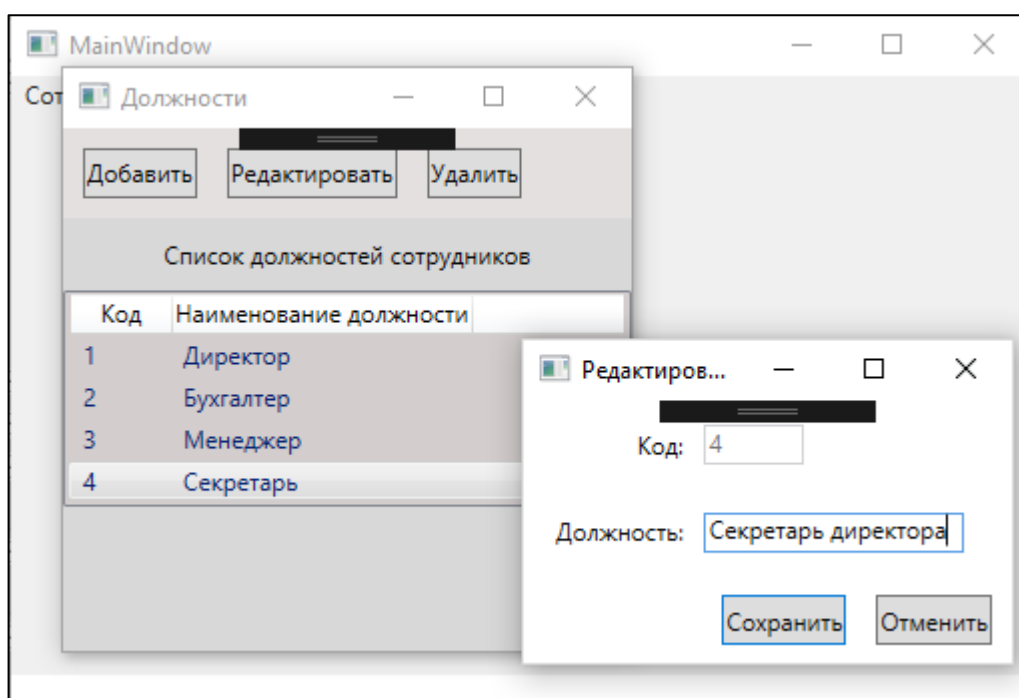 MainWindow
Сот
Должности
Добавить Редактировать Удалить
Список должностей сотрудников
Код Наименование должности
1 Директор
2 Бухгалтер
3 Менеджер
4 Секретарь
Редактиров...
Код: 4
Должность: Секретарь директора
Сохранить Отменить